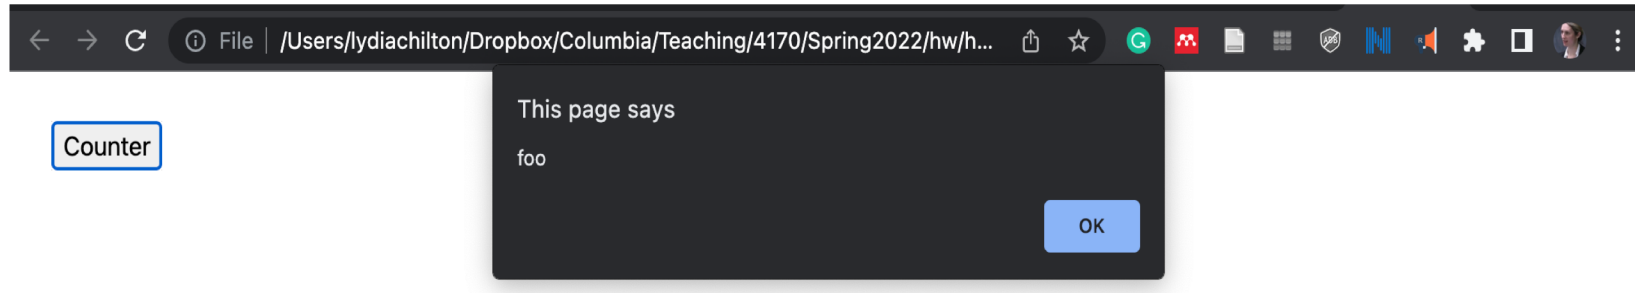 File | /Users/lydiachilton/Dropbox/Columbia/Teaching/4170/Spring2022/hw/h...
This page says
Counter
foo
OK